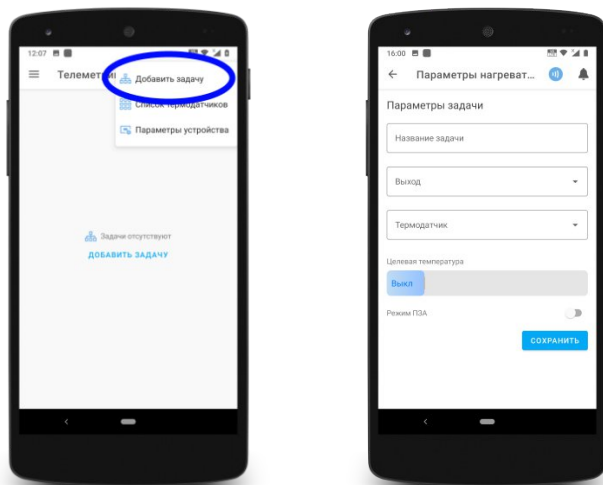 12:07
Телеметрия
Добавить задачу
Список термодатчиков
Параметры устройства
Задачи отсутствуют
ДОБАВИТЬ ЗАДАЧУ
16:00
Параметры нагреват...
Параметры задачи
Название задачи
Выход
Термодатчик
Целевая температура
Выкл
Режим ПЗА
СОХРАНИТЬ